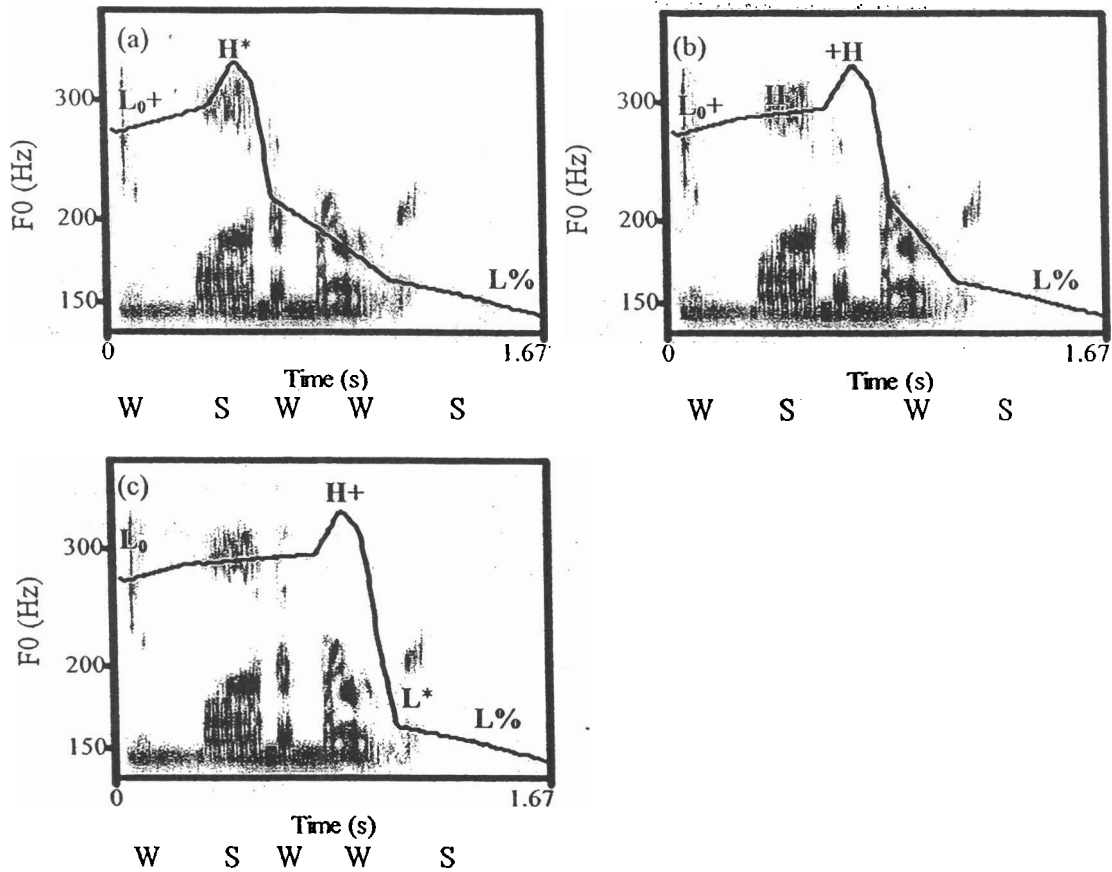 (a)
H*
L₀+
300
200
150
F0 (Hz)
L%
0
1.67
Time (s)
W S W W S
(b)
+H
L₀+
H*
300
200
150
F0 (Hz)
L%
0
1.67
Time (s)
W S W S
(c)
H+
L₀
300
200
150
F0 (Hz)
L*
L%
0
1.67
Time (s)
W S W W S